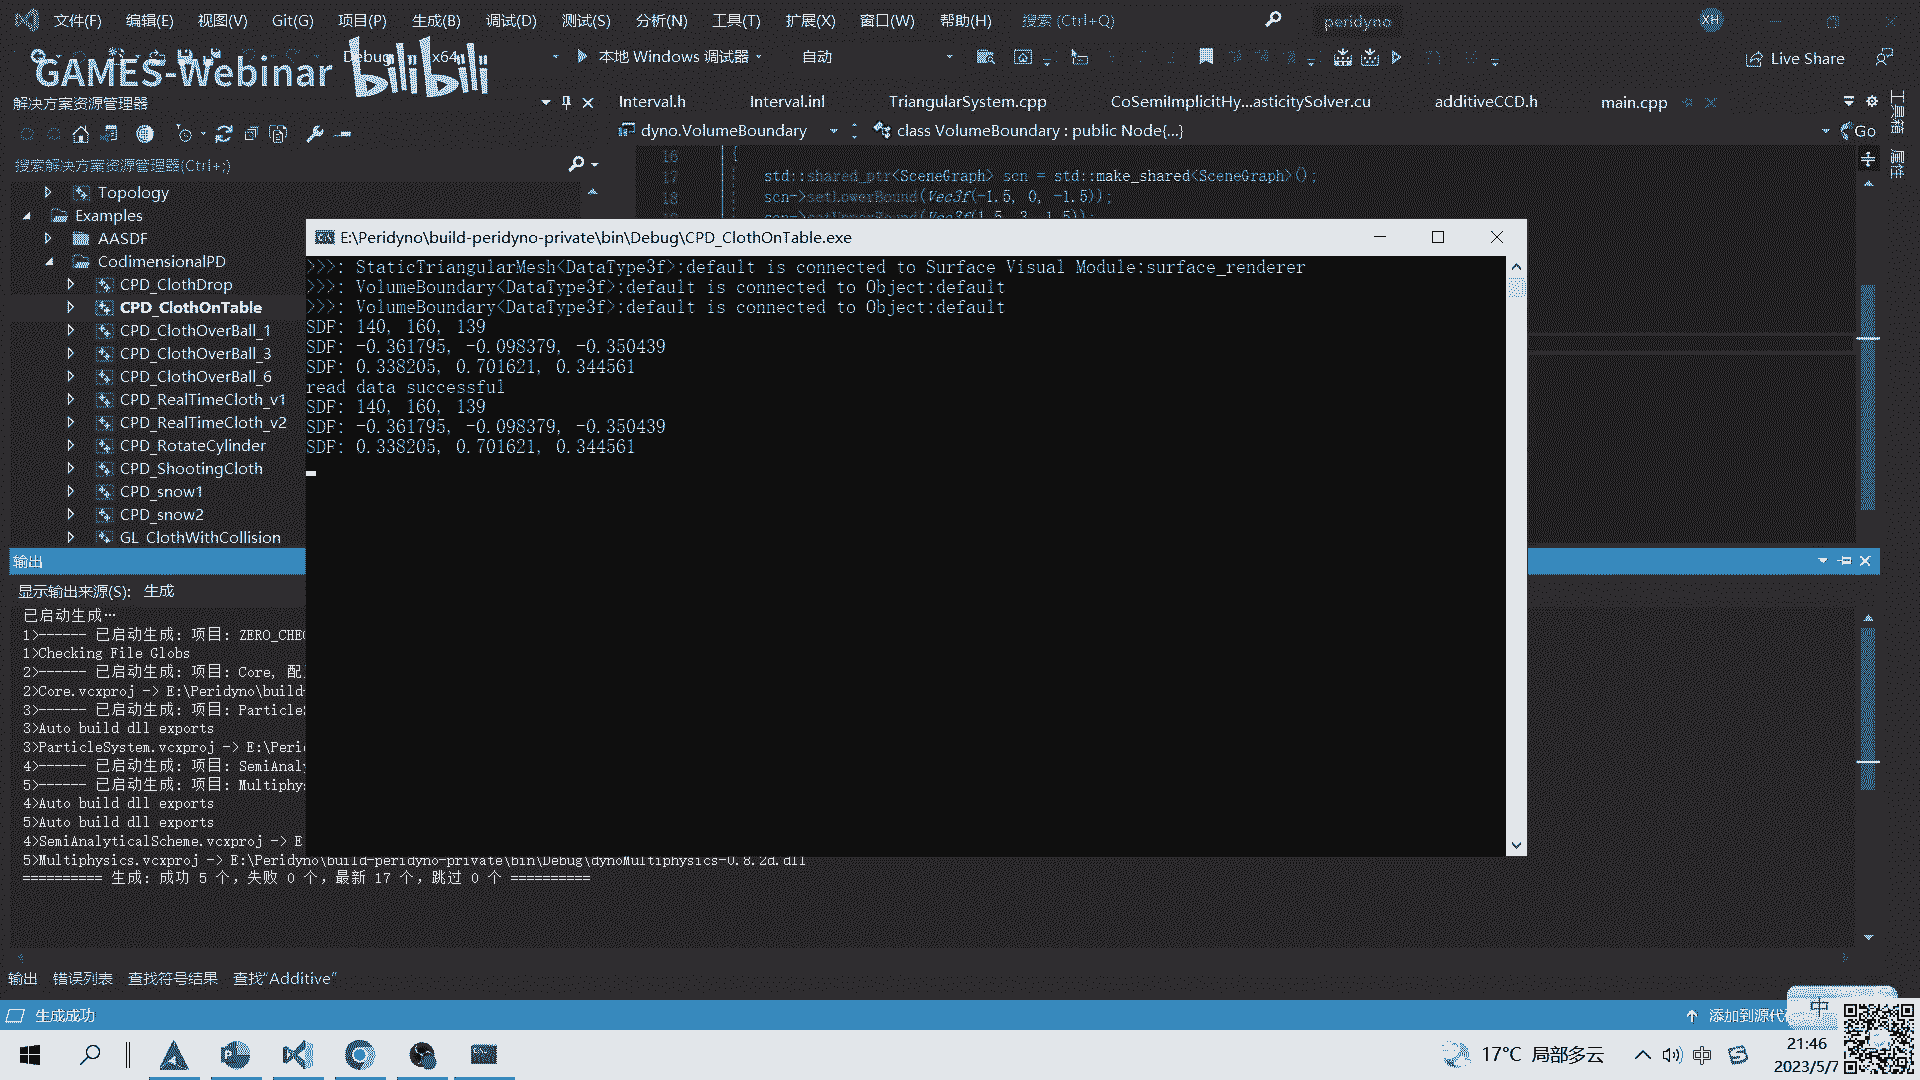 文件(F) 编辑(E) 视图(V) Git(G) 项目(P) 生成(B) 调试(D) 测试(S) 分析(N) 工具(T) 扩展(X) 窗口(W) 帮助(H) 搜索 (Ctrl+Q) peridyno XH
Debug x64 本地 Windows 调试器 自动 Live Share
GAMES-Webinar bilibili
解决方案资源管理器
Interval.h Interval.inl TriangularSystem.cpp CoSemiImplicitHy...asticitySolver.cu additiveCCD.h main.cpp
工具箱
属性
dyno.VolumeBoundary class VolumeBoundary : public Node{...} Go
搜索解决方案资源管理器(Ctrl+;)
16 {
17 std::shared_ptr<SceneGraph> scn = std::make_shared<SceneGraph>();
18 scn->setLowerBound(Vec3f(-1.5, 0, -1.5));
scn->setUpperBound(Vec3f(1.5, 3, 1.5));
Topology
Examples
AASDF
CodimensionalPD
CPD_ClothDrop
CPD_ClothOnTable
CPD_ClothOverBall_1
CPD_ClothOverBall_3
CPD_ClothOverBall_6
CPD_RealTimeCloth_v1
CPD_RealTimeCloth_v2
CPD_RotateCylinder
CPD_ShootingCloth
CPD_snow1
CPD_snow2
GL_ClothWithCollision
E:\Peridyno\build-peridyno-private\bin\Debug\CPD_ClothOnTable.exe
>>>: StaticTriangularMesh<DataType3f>:default is connected to Surface Visual Module:surface_renderer
>>>: VolumeBoundary<DataType3f>:default is connected to Object:default
>>>: VolumeBoundary<DataType3f>:default is connected to Object:default
SDF: 140, 160, 139
SDF: -0.361795, -0.098379, -0.350439
SDF: 0.338205, 0.701621, 0.344561
read data successful
SDF: 140, 160, 139
SDF: -0.361795, -0.098379, -0.350439
SDF: 0.338205, 0.701621, 0.344561
输出
显示输出来源(S): 生成
已启动生成…
1>------ 已启动生成: 项目: ZERO_CHE
1>Checking File Globs
2>------ 已启动生成: 项目: Core, 配
2>Core.vcxproj -> E:\Peridyno\build-
3>------ 已启动生成: 项目: Particle
3>Auto build dll exports
3>ParticleSystem.vcxproj -> E:\Peri
4>------ 已启动生成: 项目: SemiAnaly
5>------ 已启动生成: 项目: Multiphys
4>Auto build dll exports
5>Auto build dll exports
4>SemiAnalyticalScheme.vcxproj -> E
5>Multiphysics.vcxproj -> E:\Peridyno\build-peridyno-private\bin\Debug\dynoMultiphysics-0.8.2d.dll
========== 生成: 成功 5 个，失败 0 个，最新 17 个，跳过 0 个 ==========
输出 错误列表 查找符号结果 查找"Additive"
生成成功 添加到源代 中
17°C 局部多云 中 21:46
2023/5/7